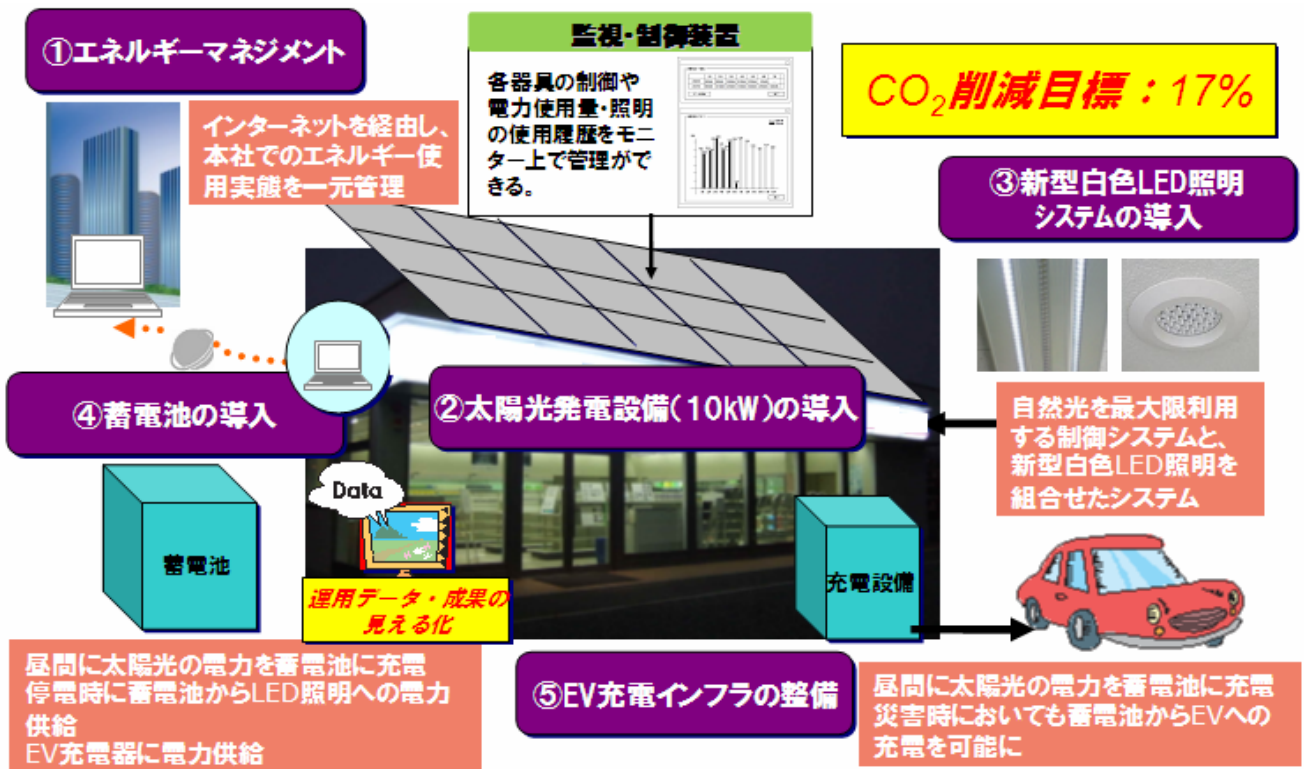 ①エネルギーマネジメント
インターネットを経由し、
本社でのエネルギー使
用実態を一元管理
監視・制御装置
各器具の制御や
電力使用量・照明
の使用履歴をモニ
ター上で管理がで
きる。
CO₂削減目標：17%
③新型白色LED照明
システムの導入
自然光を最大限利用
する制御システムと、
新型白色LED照明を
組合せたシステム
②太陽光発電設備(10kW)の導入
④蓄電池の導入
蓄電池
Data
運用データ・成果の
見える化
昼間に太陽光の電力を蓄電池に充電
停電時に蓄電池からLED照明への電力
供給
EV充電器に電力供給
充電設備
⑤EV充電インフラの整備
昼間に太陽光の電力を蓄電池に充電
災害時においても蓄電池からEVへの
充電を可能に